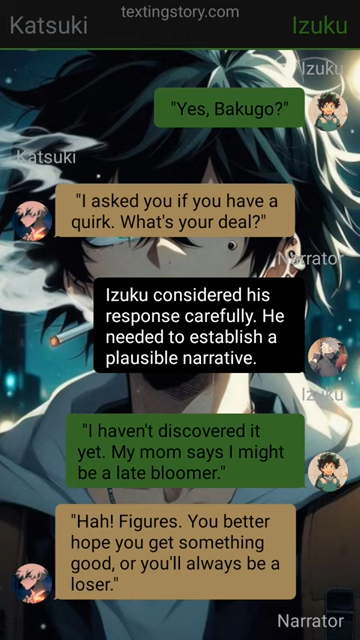 textingstory.com
Katsuki
Izuku
Izuku
"Yes, Bakugo?"
Katsuki
"I asked you if you have a
quirk. What's your deal?"
Narrator
Izuku considered his
response carefully. He
needed to establish a
plausible narrative.
Izuku
"I haven't discovered it
yet. My mom says I might
be a late bloomer."
"Hah! Figures. You better
hope you get something
good, or you'll always be a
loser."
Narrator